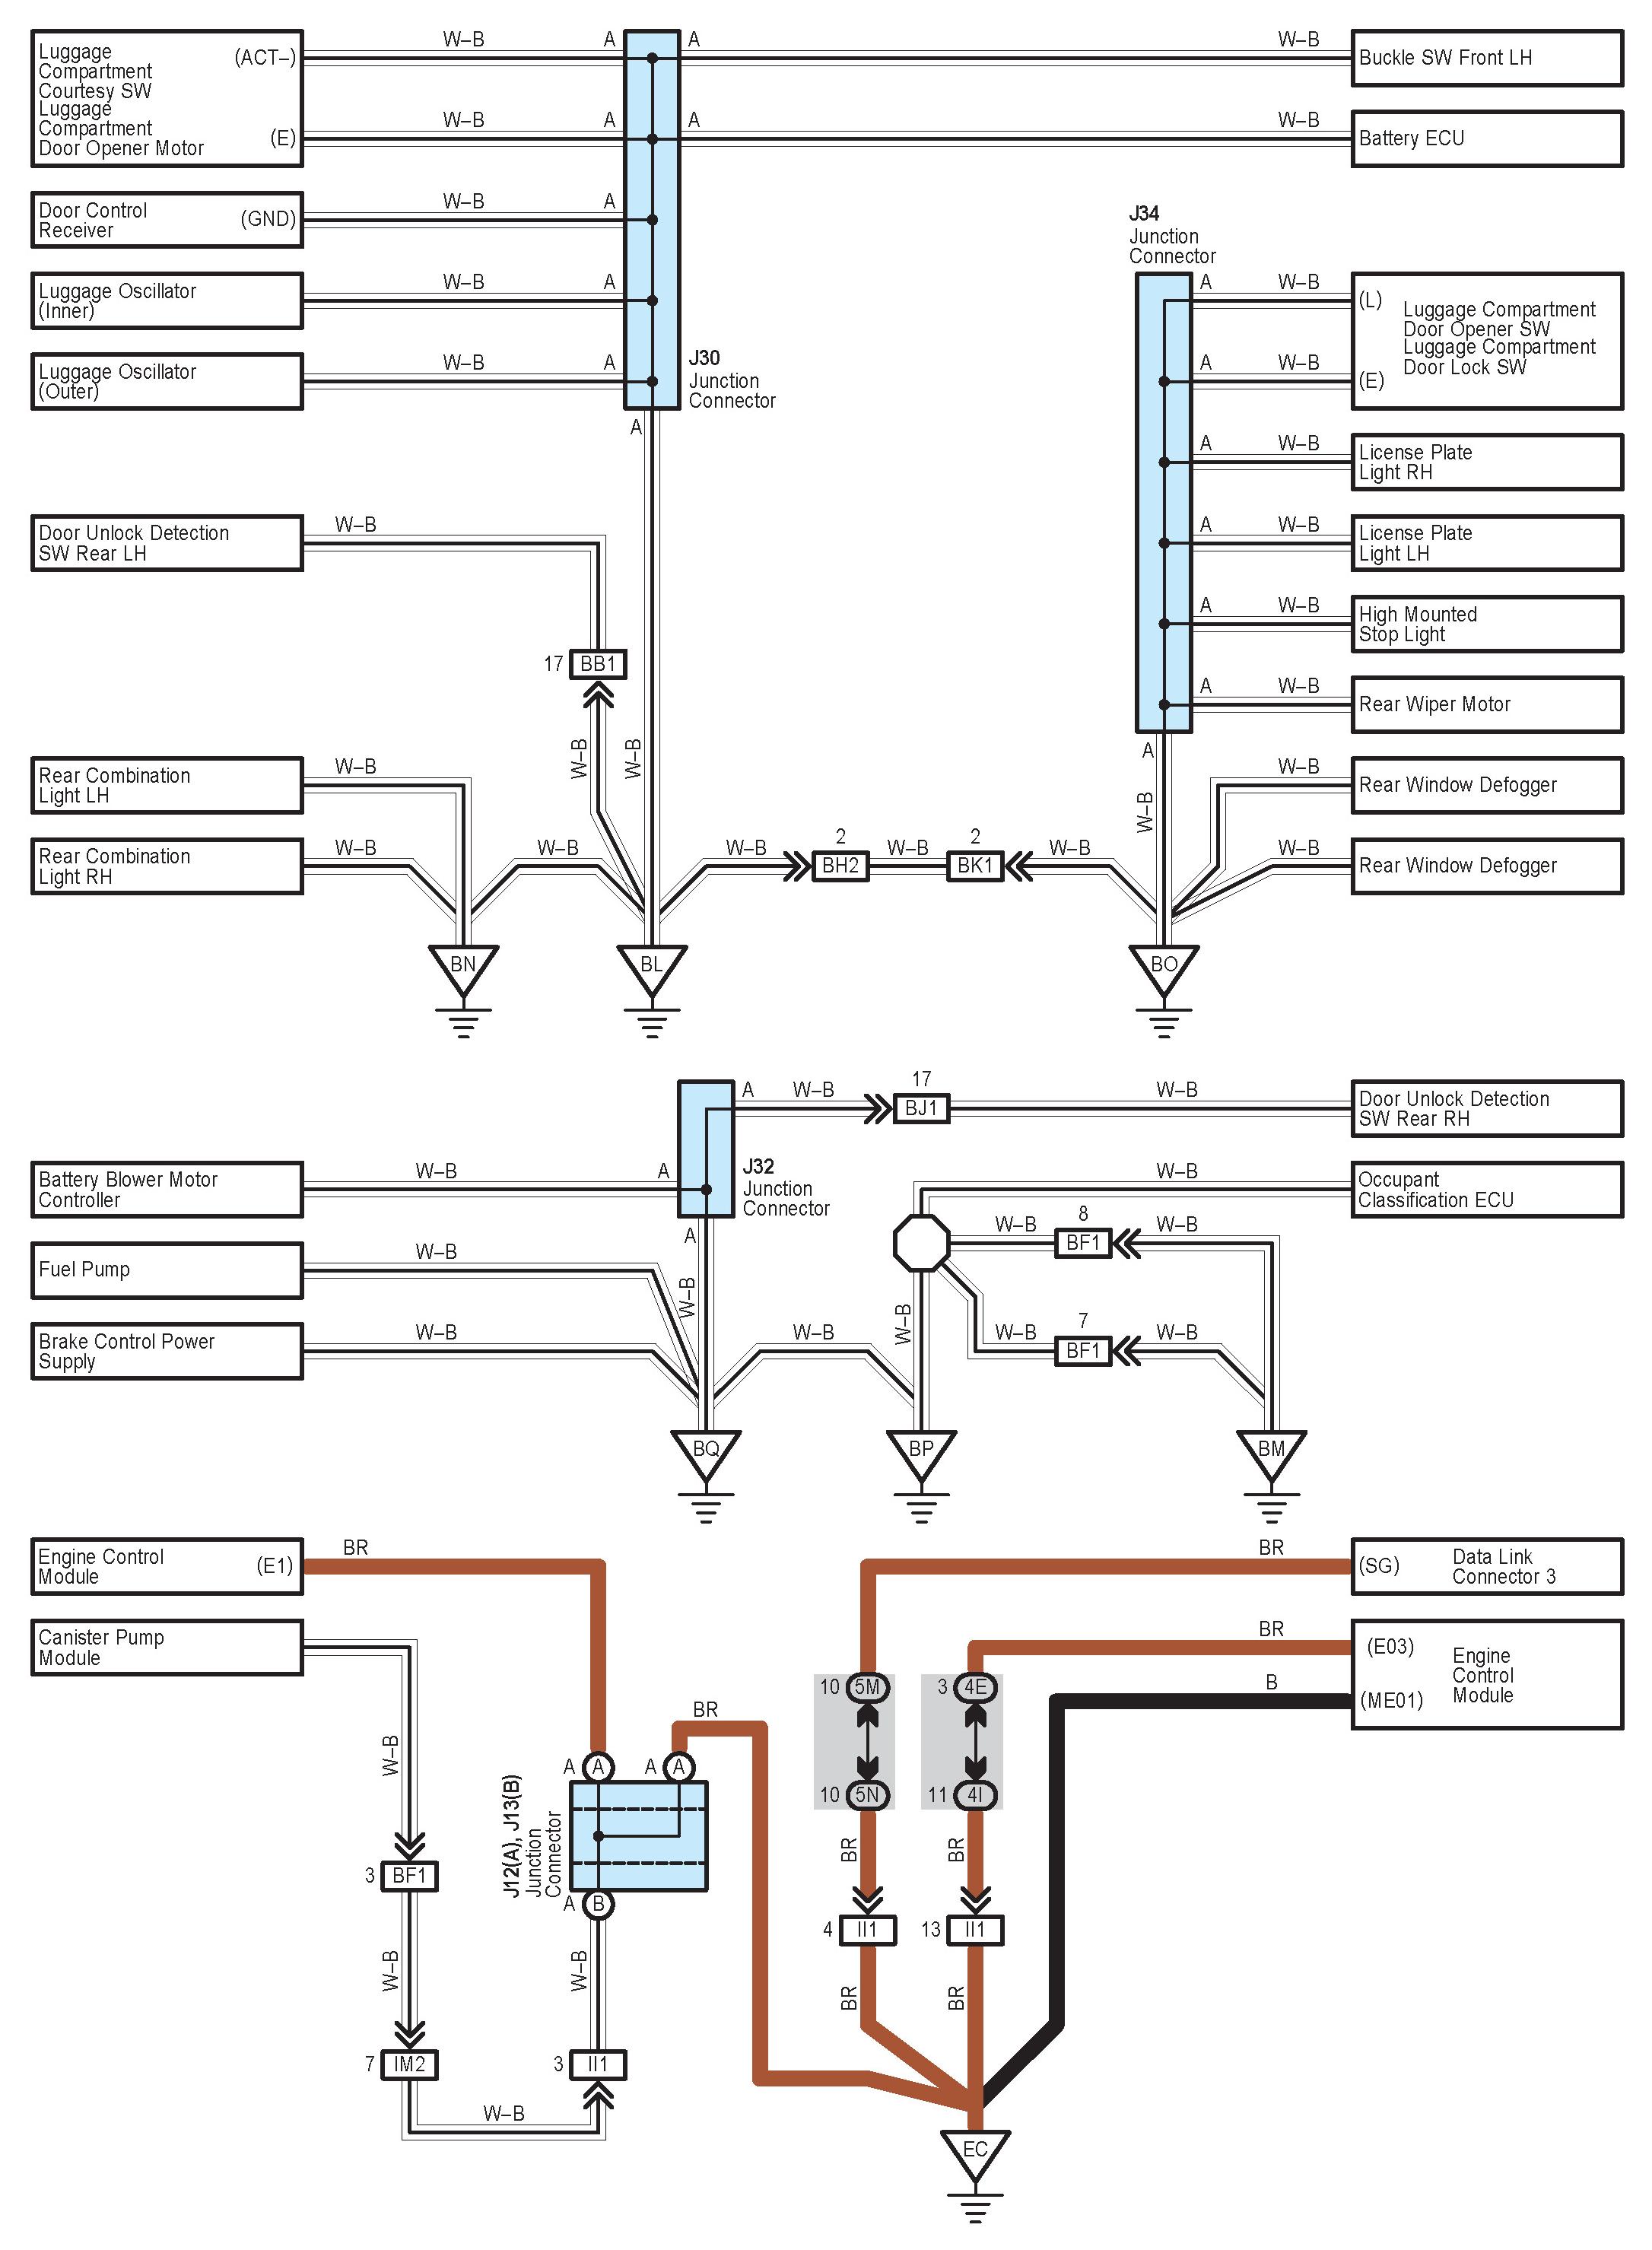 Luggage
Compartment
Courtesy SW
Luggage
Compartment
Door Opener Motor
(ACT–)
(E)
W–B
A
A
W–B
Buckle SW Front LH
W–B
A
A
W–B
Battery ECU
Door Control
Receiver
(GND)
W–B
A
Luggage Oscillator
(Inner)
W–B
A
Luggage Oscillator
(Outer)
W–B
A
J30
Junction
Connector
A
J34
Junction
Connector
A
W–B
(L)
A
W–B
(E)
Luggage Compartment
Door Opener SW
Luggage Compartment
Door Lock SW
A
W–B
License Plate
Light RH
A
W–B
License Plate
Light LH
A
W–B
High Mounted
Stop Light
A
W–B
Rear Wiper Motor
A
W–B
W–B
Rear Window Defogger
W–B
Rear Window Defogger
Door Unlock Detection
SW Rear LH
W–B
17
BB1
W–B
W–B
Rear Combination
Light LH
W–B
Rear Combination
Light RH
W–B
W–B
W–B
2
BH2
W–B
2
BK1
W–B
BN
BL
BO
A
W–B
17
BJ1
W–B
Door Unlock Detection
SW Rear RH
Battery Blower Motor
Controller
W–B
A
J32
Junction
Connector
A
W–B
W–B
Occupant
Classification ECU
Fuel Pump
W–B
W–B
8
BF1
W–B
Brake Control Power
Supply
W–B
W–B
W–B
W–B
7
BF1
W–B
BQ
BP
BM
Engine Control
Module
(E1)
BR
BR
(SG)
Data Link
Connector 3
Canister Pump
Module
BR
(E03)
B
(ME01)
Engine
Control
Module
10
5M
3
4E
BR
W–B
A
A
A
A
10
5N
11
4I
J12(A), J13(B)
Junction
Connector
BR
BR
3
BF1
A
B
4
II1
13
II1
W–B
W–B
BR
BR
7
IM2
3
II1
W–B
EC